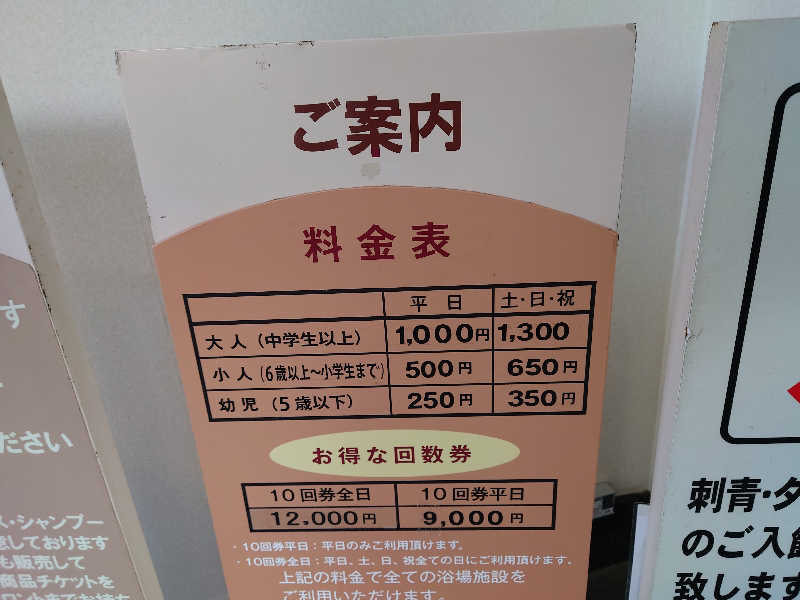 ご案内
料金表
平日 土・日・祝
大人（中学生以上） 1,000円 1,300
小人（6歳以上～小学生まで） 500円 650円
幼児（5歳以下） 250円 350円
お得な回数券
10回券全日 10回券平日
12,000円 9,000円
・10回券平日：平日のみご利用頂けます。
・10回券全日：平日、土、日、祝全ての日にご利用頂けます。
上記の料金で全ての浴場施設を
ご利用いただけます。
す
ださい
ス・シャンプー
しております
も販売して
商品チケットを
刺青・タ
のご入館
致します